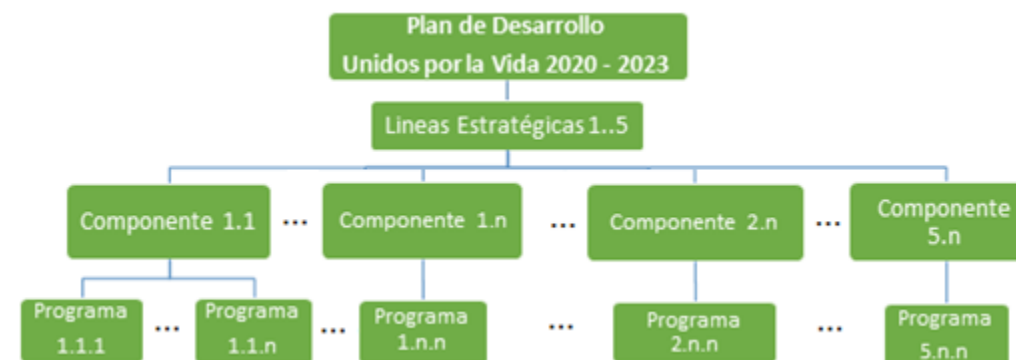 Plan de Desarrollo
Unidos por la Vida 2020 - 2023
Lineas Estratégicas 1..5
Componente 1.1
...
Componente 1.n
...
Componente 2.n
...
Componente
5.n
Programa
1.1.1
...
Programa
1.1.n
...
Programa
1.n.n
...
Programa
2.n.n
...
Programa
5.n.n